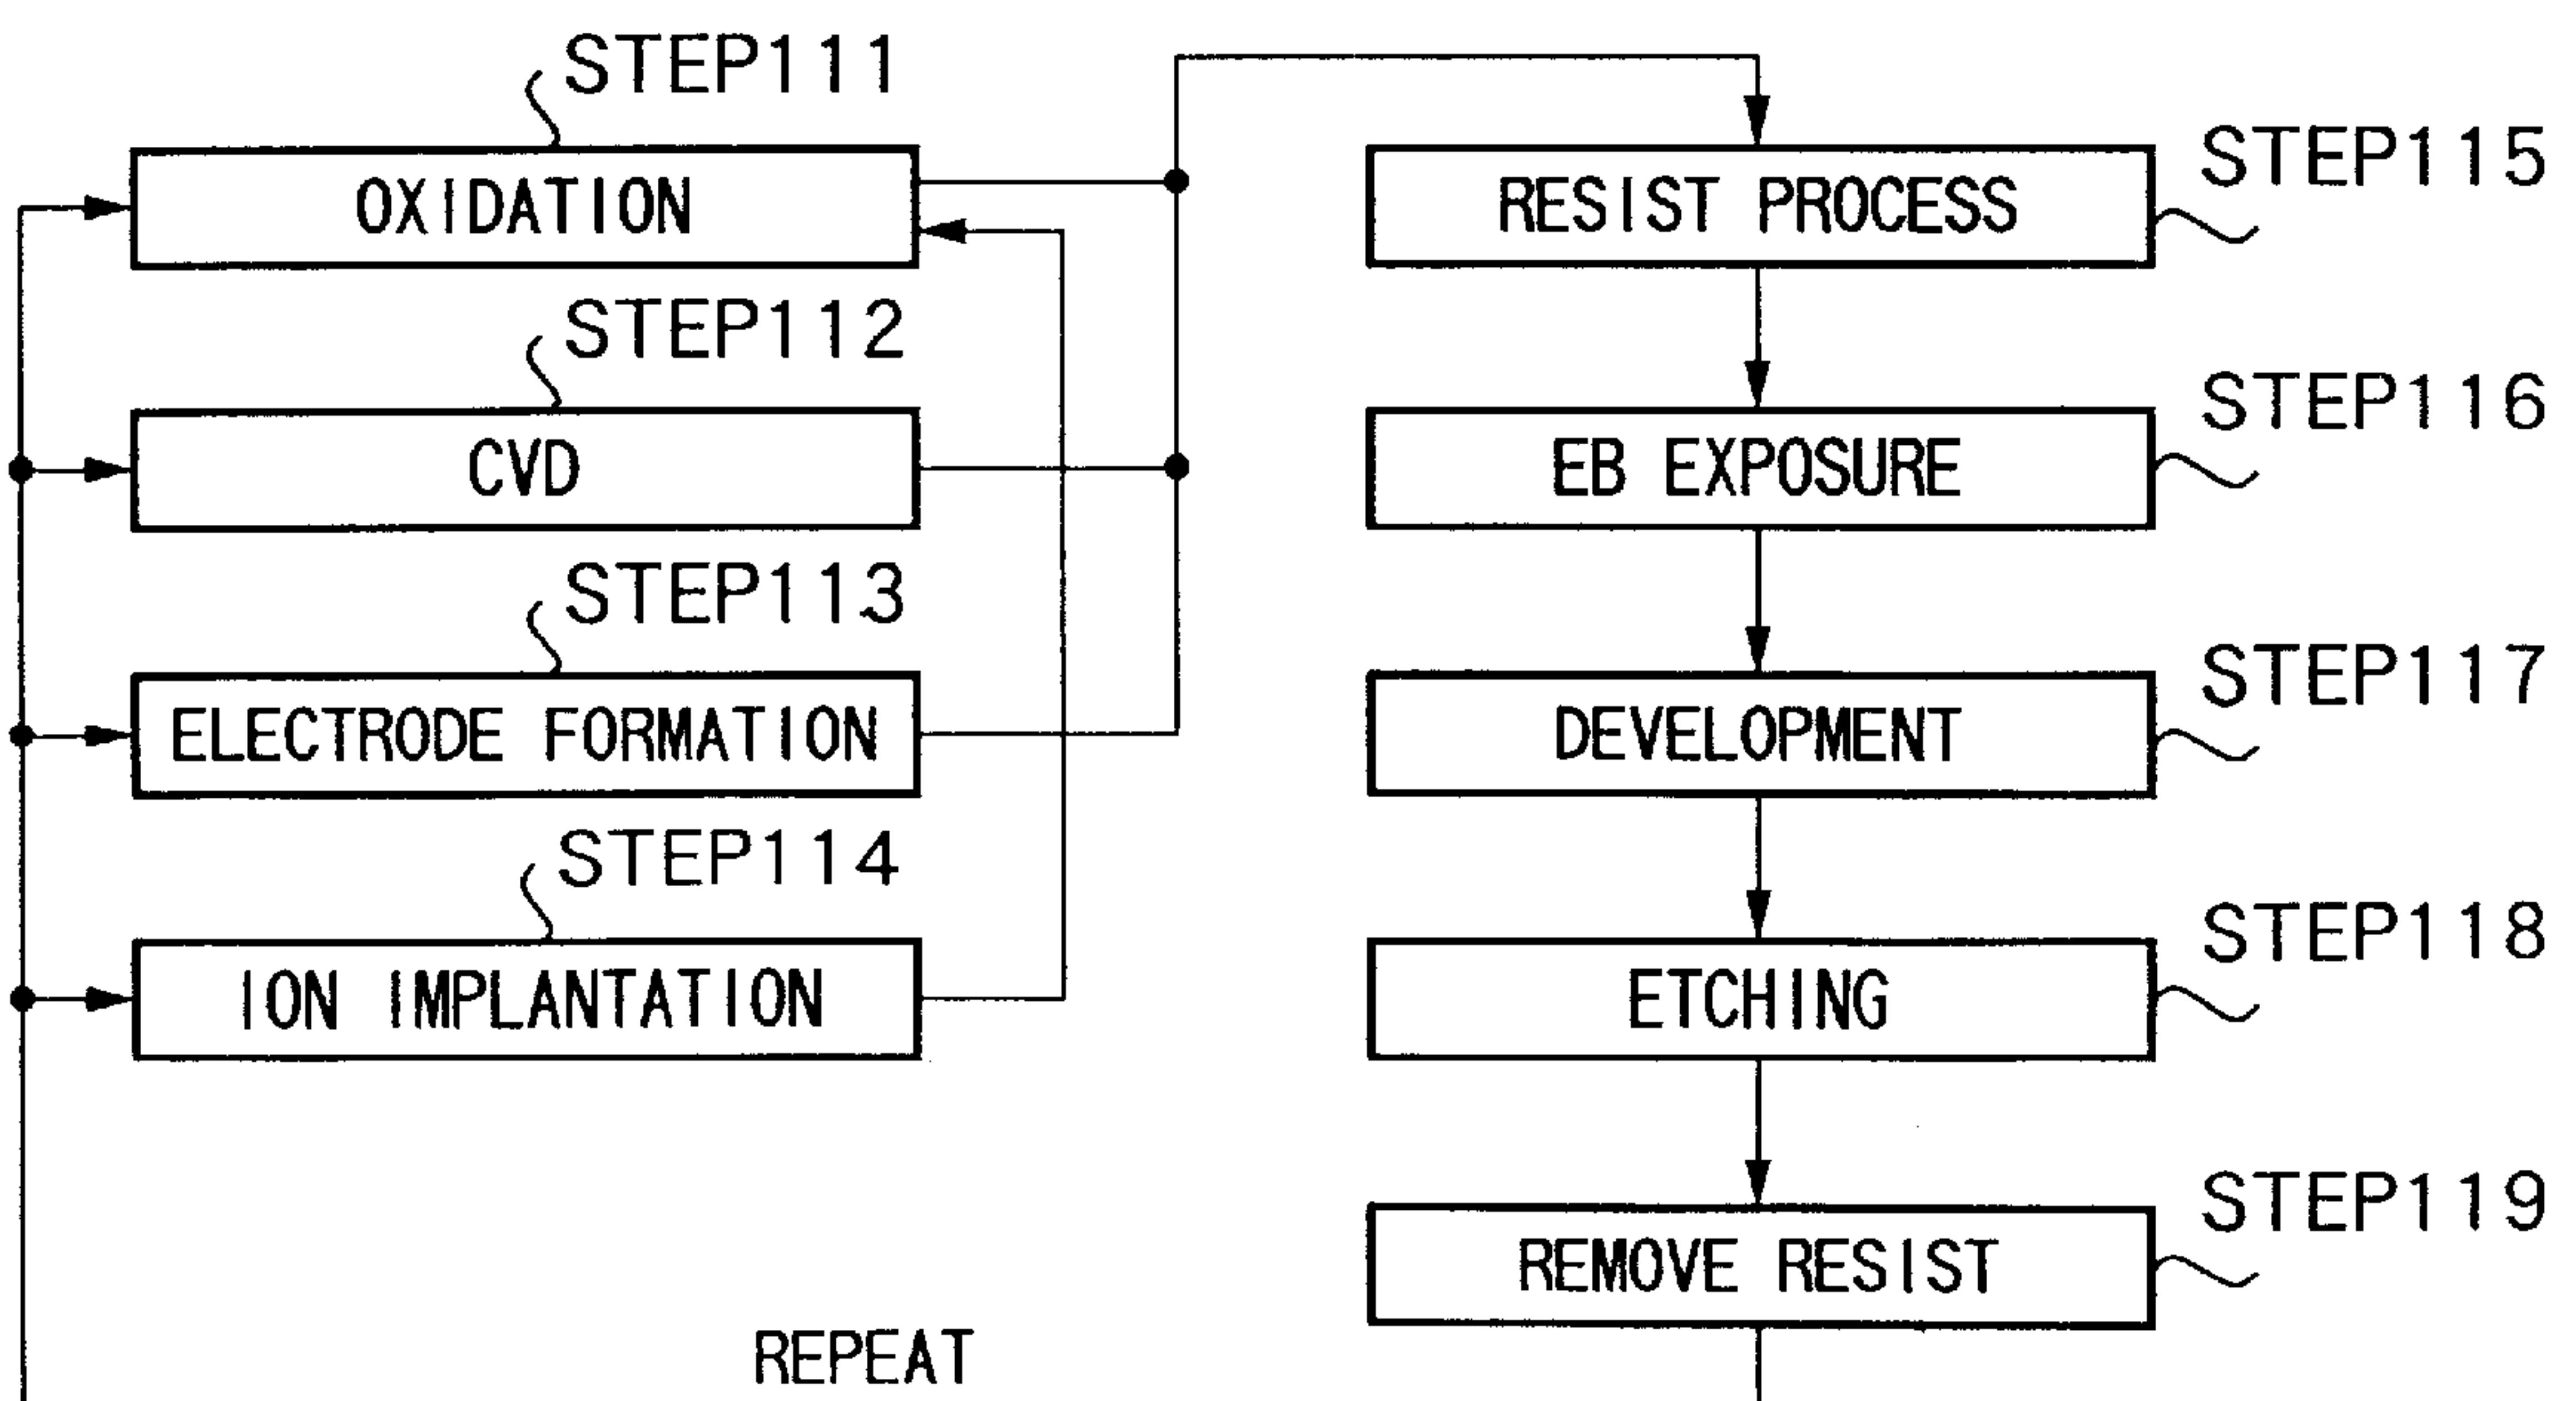 STEP111
OXIDATION
STEP112
CVD
STEP113
ELECTRODE FORMATION
STEP114
ION IMPLANTATION
STEP115
RESIST PROCESS
STEP116
EB EXPOSURE
STEP117
DEVELOPMENT
STEP118
ETCHING
STEP119
REMOVE RESIST
REPEAT